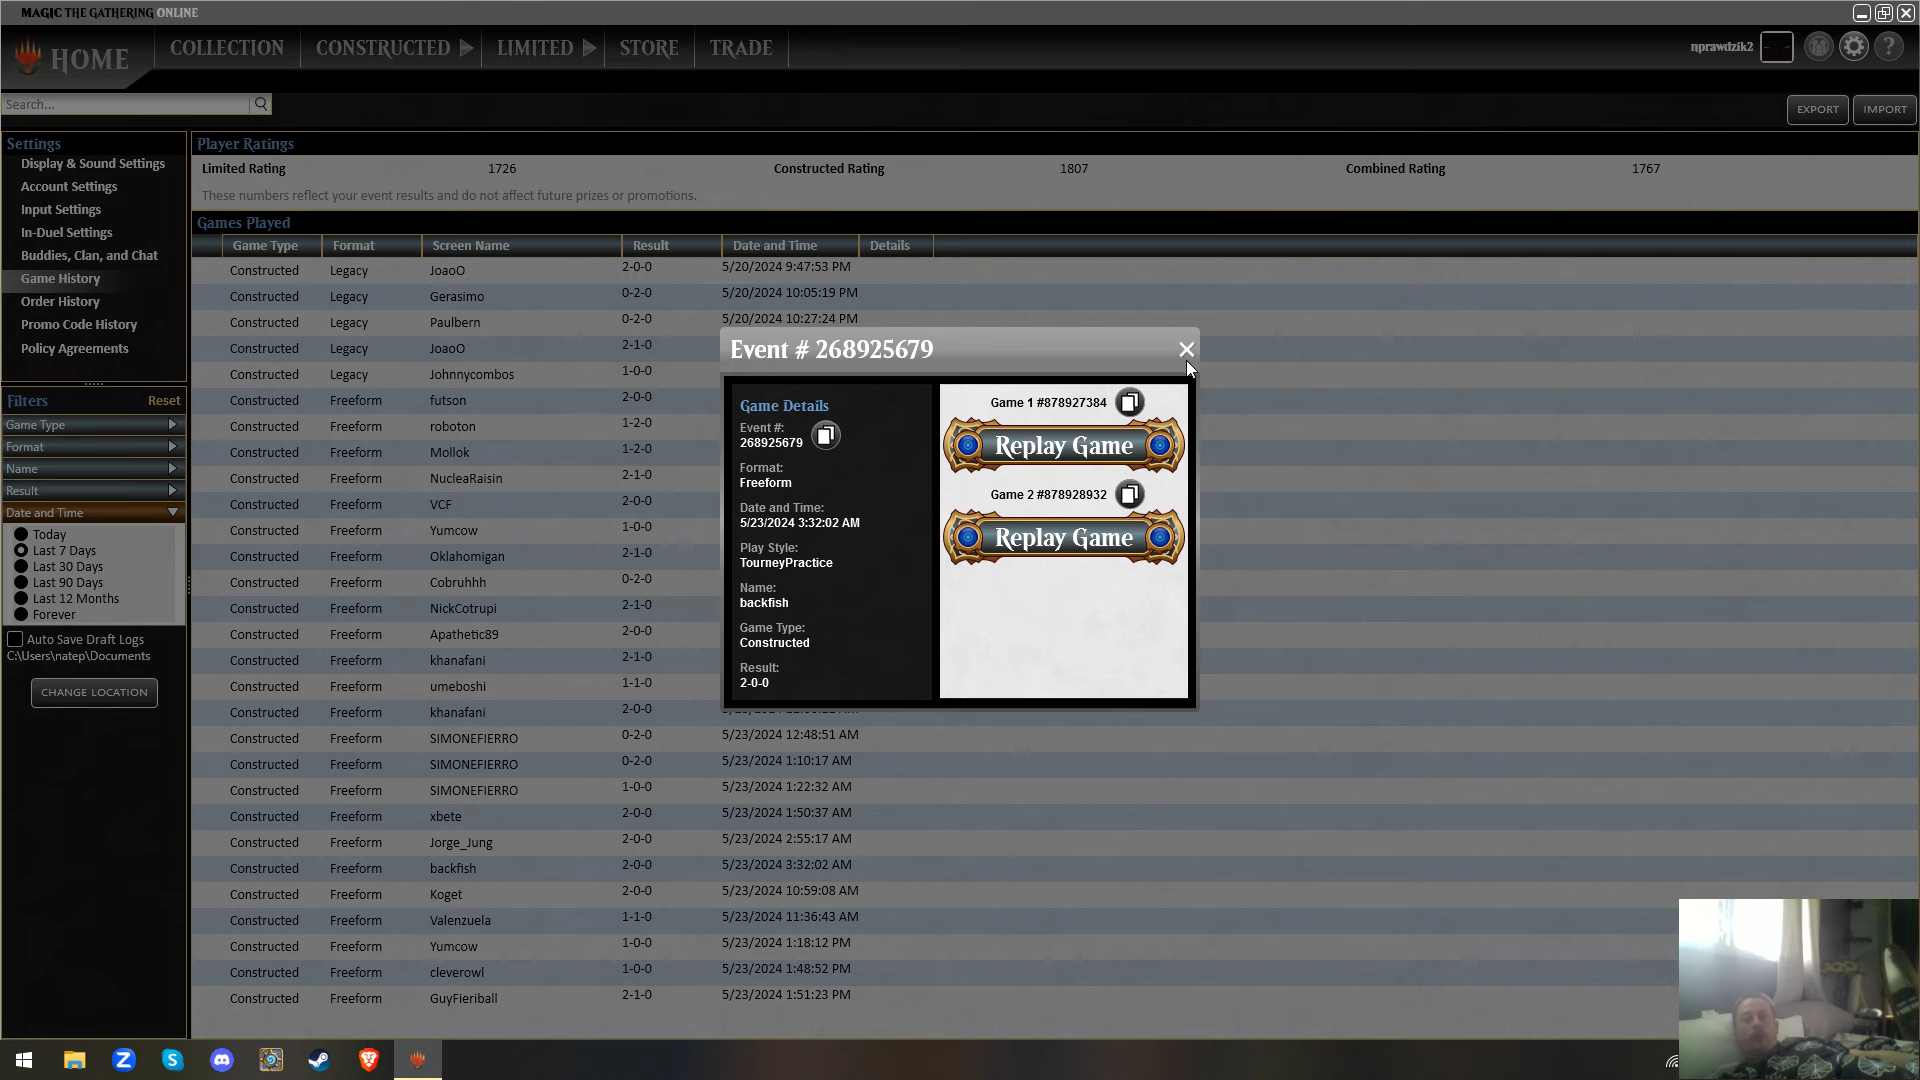 MAGIC THE GATHERING ONLINE
HOME
COLLECTION
CONSTRUCTED
LIMITED
STORE
TRADE
nprawdzik2
?
Search...
EXPORT
IMPORT
Settings
Display & Sound Settings
Account Settings
Input Settings
In-Duel Settings
Buddies, Clan, and Chat
Game History
Order History
Promo Code History
Policy Agreements
Filters
Reset
Game Type
Format
Name
Result
Date and Time
Today
Last 7 Days
Last 30 Days
Last 90 Days
Last 12 Months
Forever
Auto Save Draft Logs
C:\Users\natep\Documents
CHANGE LOCATION
Player Ratings
Limited Rating 1726 Constructed Rating 1807 Combined Rating 1767
These numbers reflect your event results and do not affect future prizes or promotions.
Games Played
Game Type Format Screen Name Result Date and Time Details
Constructed Legacy JoaoO 2-0-0 5/20/2024 9:47:53 PM
Constructed Legacy Gerasimo 0-2-0 5/20/2024 10:05:19 PM
Constructed Legacy Paulbern 0-2-0 5/20/2024 10:27:24 PM
Constructed Legacy JoaoO 2-1-0
Constructed Legacy Johnnycombos 1-0-0
Constructed Freeform futson 2-0-0
Constructed Freeform roboton 1-2-0
Constructed Freeform Mollok 1-2-0
Constructed Freeform NucleaRaisin 2-1-0
Constructed Freeform VCF 2-0-0
Constructed Freeform Yumcow 1-0-0
Constructed Freeform Oklahomigan 2-1-0
Constructed Freeform Cobruhhh 0-2-0
Constructed Freeform NickCotrupi 2-1-0
Constructed Freeform Apathetic89 2-0-0
Constructed Freeform khanafani 2-1-0
Constructed Freeform umeboshi 1-1-0
Constructed Freeform khanafani 2-0-0
Constructed Freeform SIMONEFIERRO 0-2-0 5/23/2024 12:48:51 AM
Constructed Freeform SIMONEFIERRO 0-2-0 5/23/2024 1:10:17 AM
Constructed Freeform SIMONEFIERRO 1-0-0 5/23/2024 1:22:32 AM
Constructed Freeform xbete 2-0-0 5/23/2024 1:50:37 AM
Constructed Freeform Jorge_Jung 2-0-0 5/23/2024 2:55:17 AM
Constructed Freeform backfish 2-0-0 5/23/2024 3:32:02 AM
Constructed Freeform Koget 2-0-0 5/23/2024 10:59:08 AM
Constructed Freeform Valenzuela 1-1-0 5/23/2024 11:36:43 AM
Constructed Freeform Yumcow 1-0-0 5/23/2024 1:18:12 PM
Constructed Freeform cleverowl 1-0-0 5/23/2024 1:48:52 PM
Constructed Freeform GuyFieriball 2-1-0 5/23/2024 1:51:23 PM
Event # 268925679
Game Details
Event #:
268925679
Format:
Freeform
Date and Time:
5/23/2024 3:32:02 AM
Play Style:
TourneyPractice
Name:
backfish
Game Type:
Constructed
Result:
2-0-0
Game 1 #878927384
Replay Game
Game 2 #878928932
Replay Game